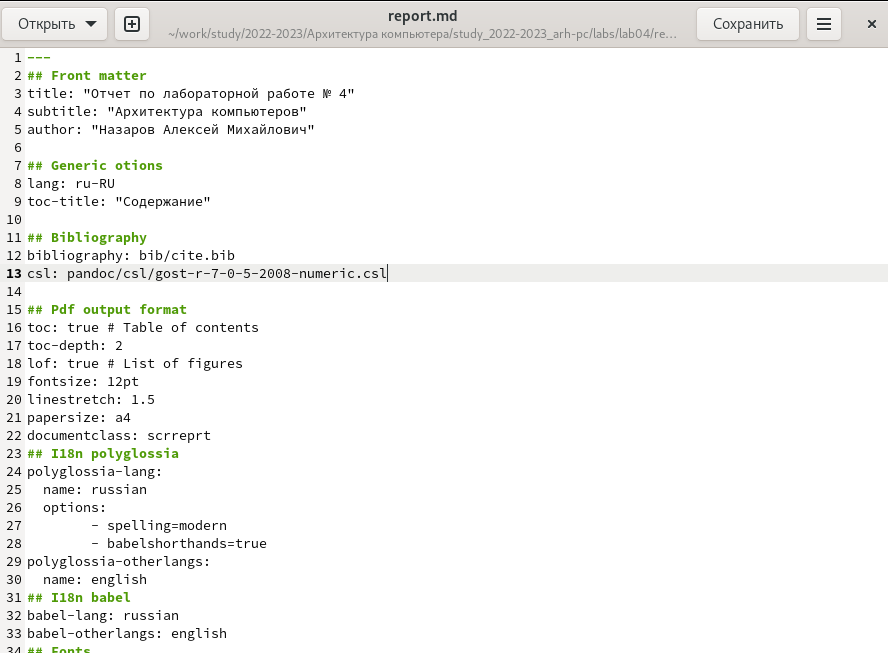 Открыть
report.md
~/work/study/2022-2023/Архитектура компьютера/study_2022-2023_arh-pc/labs/lab04/re…
Сохранить
1 ---
2 ## Front matter
3 title: "Отчет по лабораторной работе № 4"
4 subtitle: "Архитектура компьютеров"
5 author: "Назаров Алексей Михайлович"
6
7 ## Generic otions
8 lang: ru-RU
9 toc-title: "Содержание"
10
11 ## Bibliography
12 bibliography: bib/cite.bib
13 csl: pandoc/csl/gost-r-7-0-5-2008-numeric.csl
14
15 ## Pdf output format
16 toc: true # Table of contents
17 toc-depth: 2
18 lof: true # List of figures
19 fontsize: 12pt
20 linestretch: 1.5
21 papersize: a4
22 documentclass: scrreprt
23 ## I18n polyglossia
24 polyglossia-lang:
25   name: russian
26   options:
27         - spelling=modern
28         - babelshorthands=true
29 polyglossia-otherlangs:
30   name: english
31 ## I18n babel
32 babel-lang: russian
33 babel-otherlangs: english
34 ## Fonts